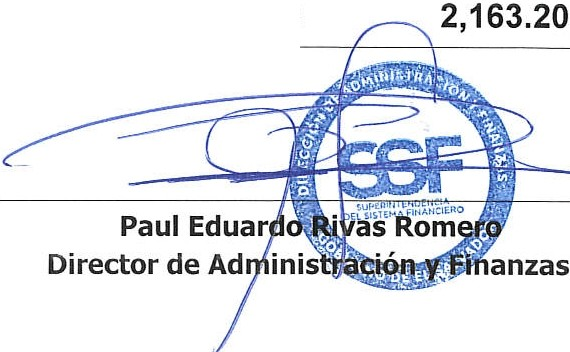 2,163.20
DIRECCIÓN DE ADMINISTRACIÓN Y FINANZAS
SSF
SUPERINTENDENCIA
DEL SISTEMA FINANCIERO
Paul Eduardo Rivas Romero
Director de Administración y Finanzas